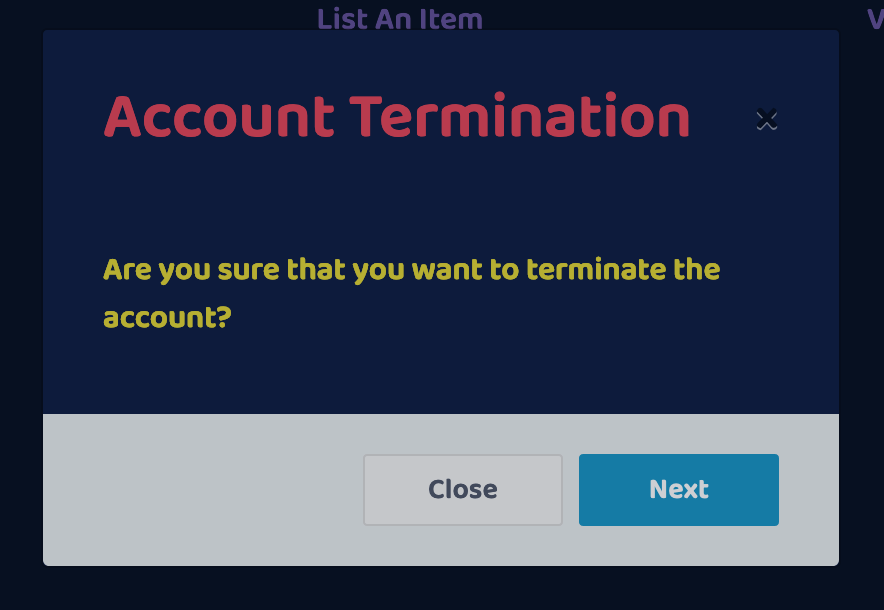 List An Item
Account Termination
Are you sure that you want to terminate the
account?
Close
Next